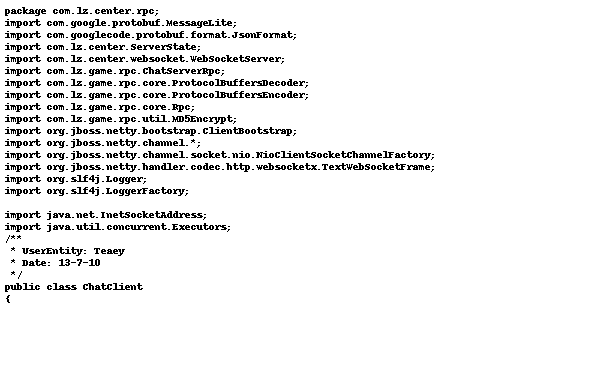 package com.lz.center.rpc;
import com.google.protobuf.MessageLite;
import com.googlecode.protobuf.format.JsonFormat;
import com.lz.center.ServerState;
import com.lz.center.websocket.WebSocketServer;
import com.lz.game.rpc.ChatServerRpc;
import com.lz.game.rpc.core.ProtocolBuffersDecoder;
import com.lz.game.rpc.core.ProtocolBuffersEncoder;
import com.lz.game.rpc.core.Rpc;
import com.lz.game.rpc.util.MD5Encrypt;
import org.jboss.netty.bootstrap.ClientBootstrap;
import org.jboss.netty.channel.*;
import org.jboss.netty.channel.socket.nio.NioClientSocketChannelFactory;
import org.jboss.netty.handler.codec.http.websocketx.TextWebSocketFrame;
import org.slf4j.Logger;
import org.slf4j.LoggerFactory;

import java.net.InetSocketAddress;
import java.util.concurrent.Executors;
/**
 * UserEntity: Teaey
 * Date: 13-7-10
 */
public class ChatClient
{